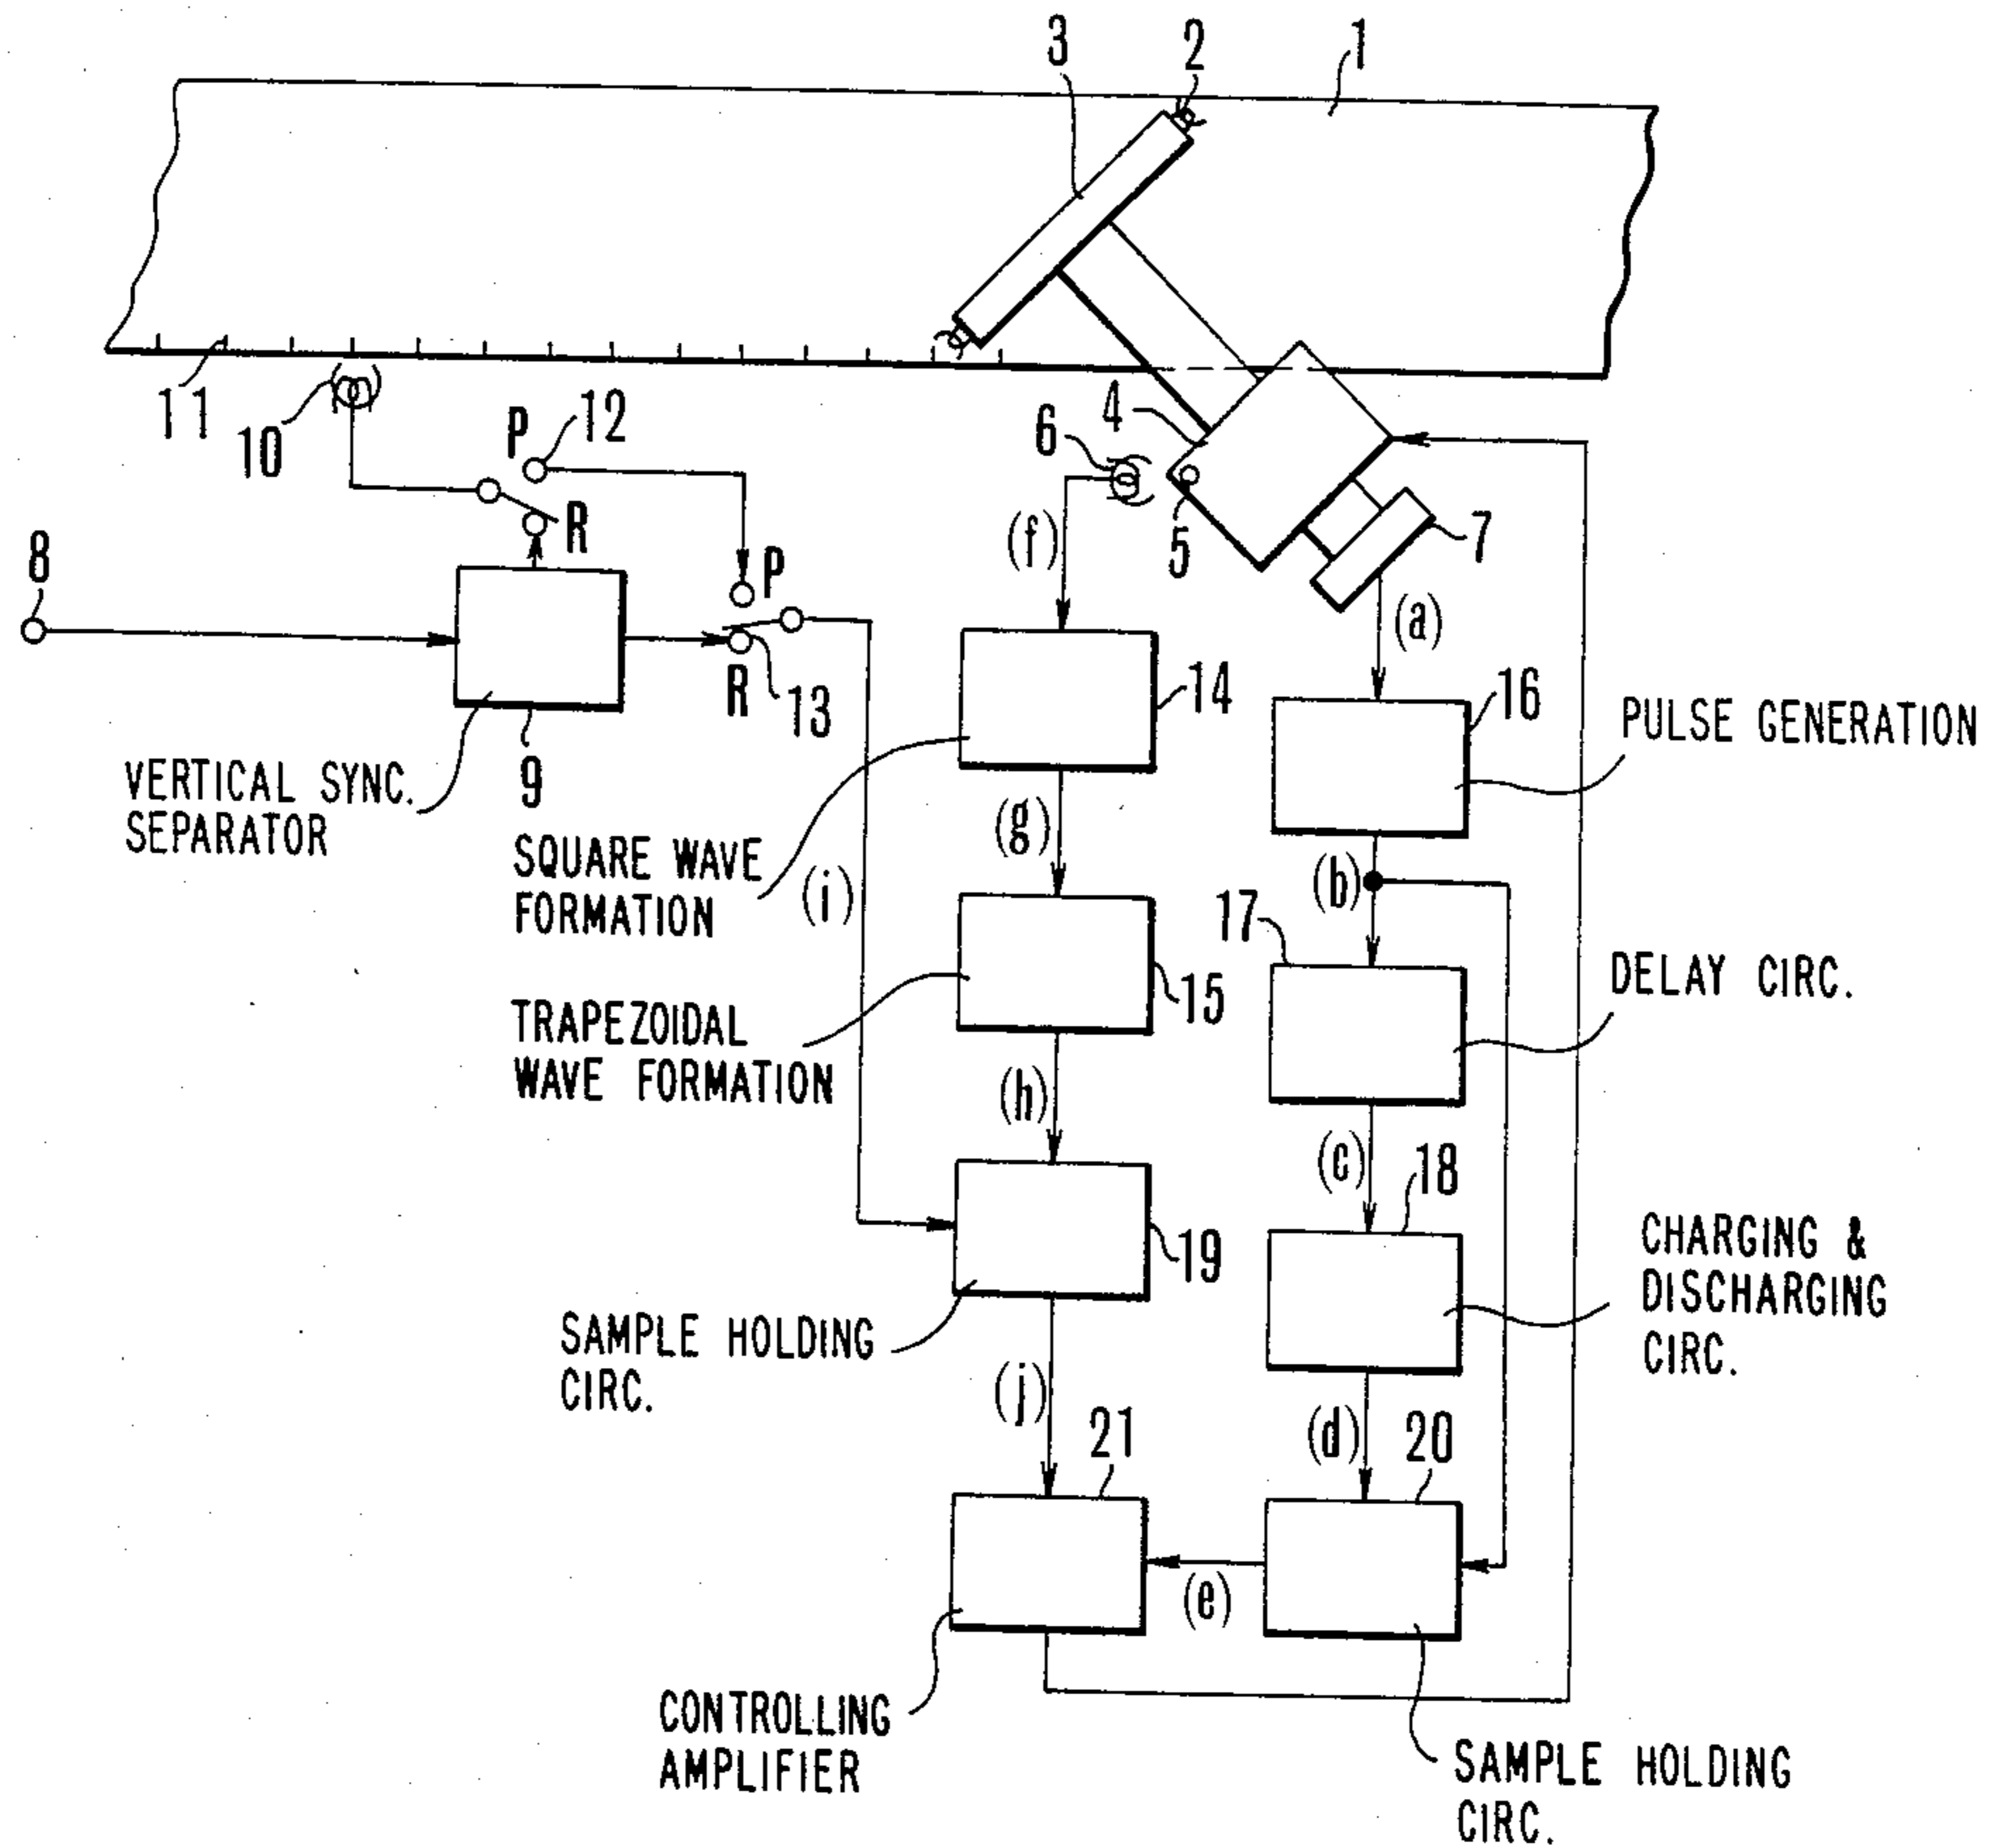 3
2
1
11
10
P
12
R
6
4
5
7
8
(f)
(a)
P
R
13
14
16
PULSE GENERATION
VERTICAL SYNC.
SEPARATOR
9
(g)
SQUARE WAVE
FORMATION
(i)
(b)
17
DELAY CIRC.
15
TRAPEZOIDAL
WAVE FORMATION
(h)
(c)
18
19
CHARGING &
DISCHARGING
CIRC.
SAMPLE HOLDING
CIRC.
(j)
21
(d)
20
(e)
CONTROLLING
AMPLIFIER
SAMPLE HOLDING
CIRC.